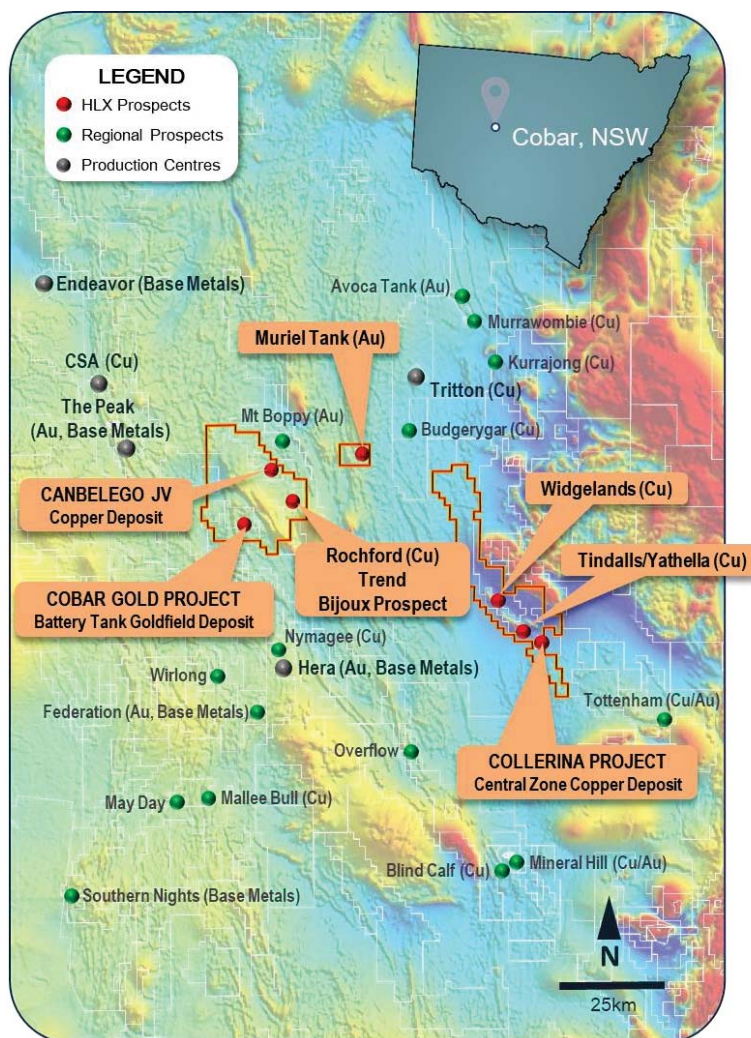 LEGEND
HLX Prospects
Regional Prospects
Production Centres
Cobar, NSW
Endeavor (Base Metals)
Avoca Tank (Au)
Murrawombie (Cu)
Muriel Tank (Au)
CSA (Cu)
Kurrajong (Cu)
Tritton (Cu)
The Peak
(Au, Base Metals)
Mt Boppy (Au)
Budgerygar (Cu)
CANBELEGO JV
Copper Deposit
Widgelands (Cu)
Rochford (Cu)
Trend
Bijoux Prospect
Tindalls/Yathella (Cu)
COBAR GOLD PROJECT
Battery Tank Goldfield Deposit
Nymagee (Cu)
Hera (Au, Base Metals)
Wirlong
Federation (Au, Base Metals)
Tottenham (Cu/Au)
Overflow
COLLERINA PROJECT
Central Zone Copper Deposit
May Day
Mallee Bull (Cu)
Blind Calf (Cu)
Mineral Hill (Cu/Au)
Southern Nights (Base Metals)
N
25km